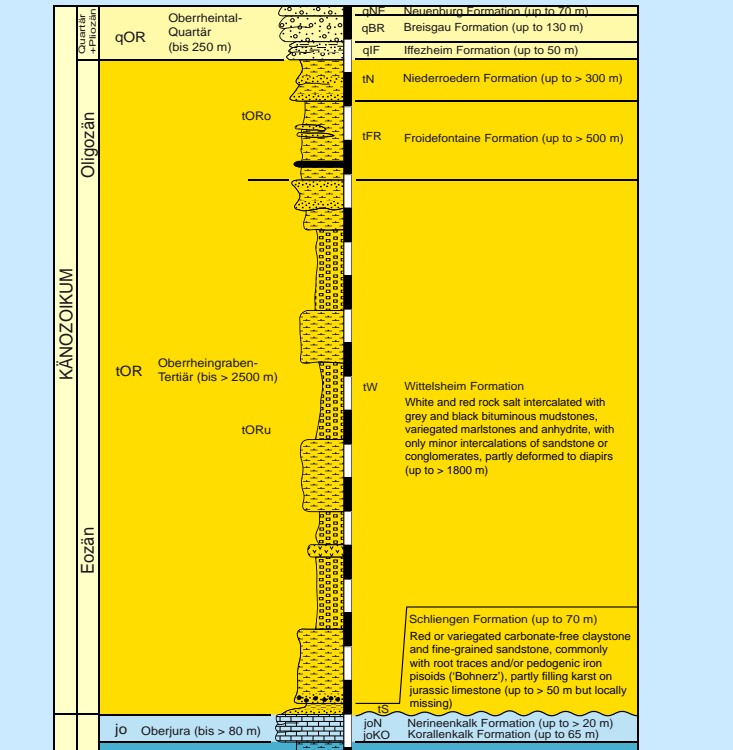 KÄNOZOIKUM
Quartär
+Pliozän
Oligozän
Eozän
qOR
Oberrheintal-
Quartär
(bis 250 m)
qNE Neuenburg Formation (up to 70 m)
qBR Breisgau Formation (up to 130 m)
qIF Iffezheim Formation (up to 50 m)
tN Niederroedern Formation (up to > 300 m)
tORo
tFR Froidefontaine Formation (up to > 500 m)
tOR
Oberrheingraben-
Tertiär (bis > 2500 m)
tORu
tW Wittelsheim Formation
White and red rock salt intercalated with
grey and black bituminous mudstones,
variegated marlstones and anhydrite, with
only minor intercalations of sandstone or
conglomerates, partly deformed to diapirs
(up to > 1800 m)
Schliengen Formation (up to 70 m)
Red or variegated carbonate-free claystone
and fine-grained sandstone, commonly
with root traces and/or pedogenic iron
pisoids (‘Bohnerz’), partly filling karst on
jurassic limestone (up to > 50 m but locally
missing)
tS
jo Oberjura (bis > 80 m)
joN Nerineenkalk Formation (up to > 20 m)
joKO Korallenkalk Formation (up to 65 m)